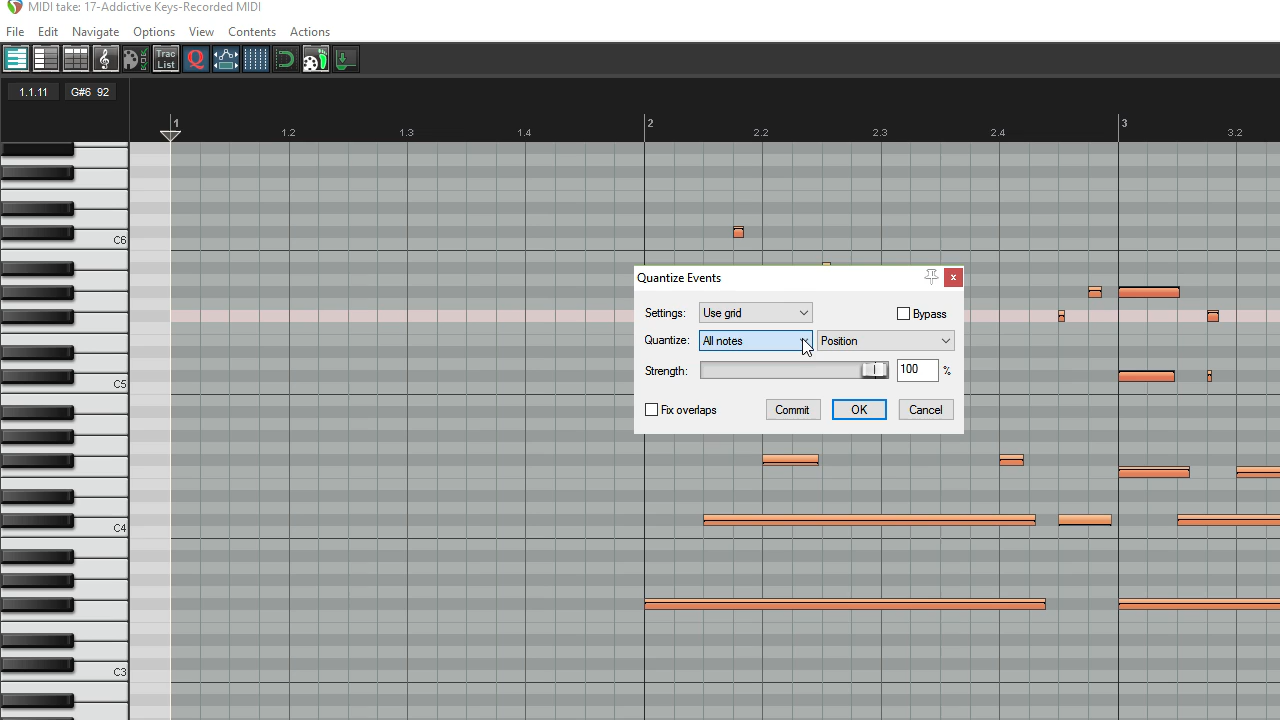 MIDI take: 17-Addictive Keys-Recorded MIDI
File Edit Navigate Options View Contents Actions
Trac
List
Q
1.1.11 G#6 92
1 2 3
1.2 1.3 1.4 2.2 2.3 2.4 3.2
C6
Quantize Events x
Settings: Use grid Bypass
Quantize: All notes Position
Strength: 100 %
C5
Fix overlaps Commit OK Cancel
C4
C3